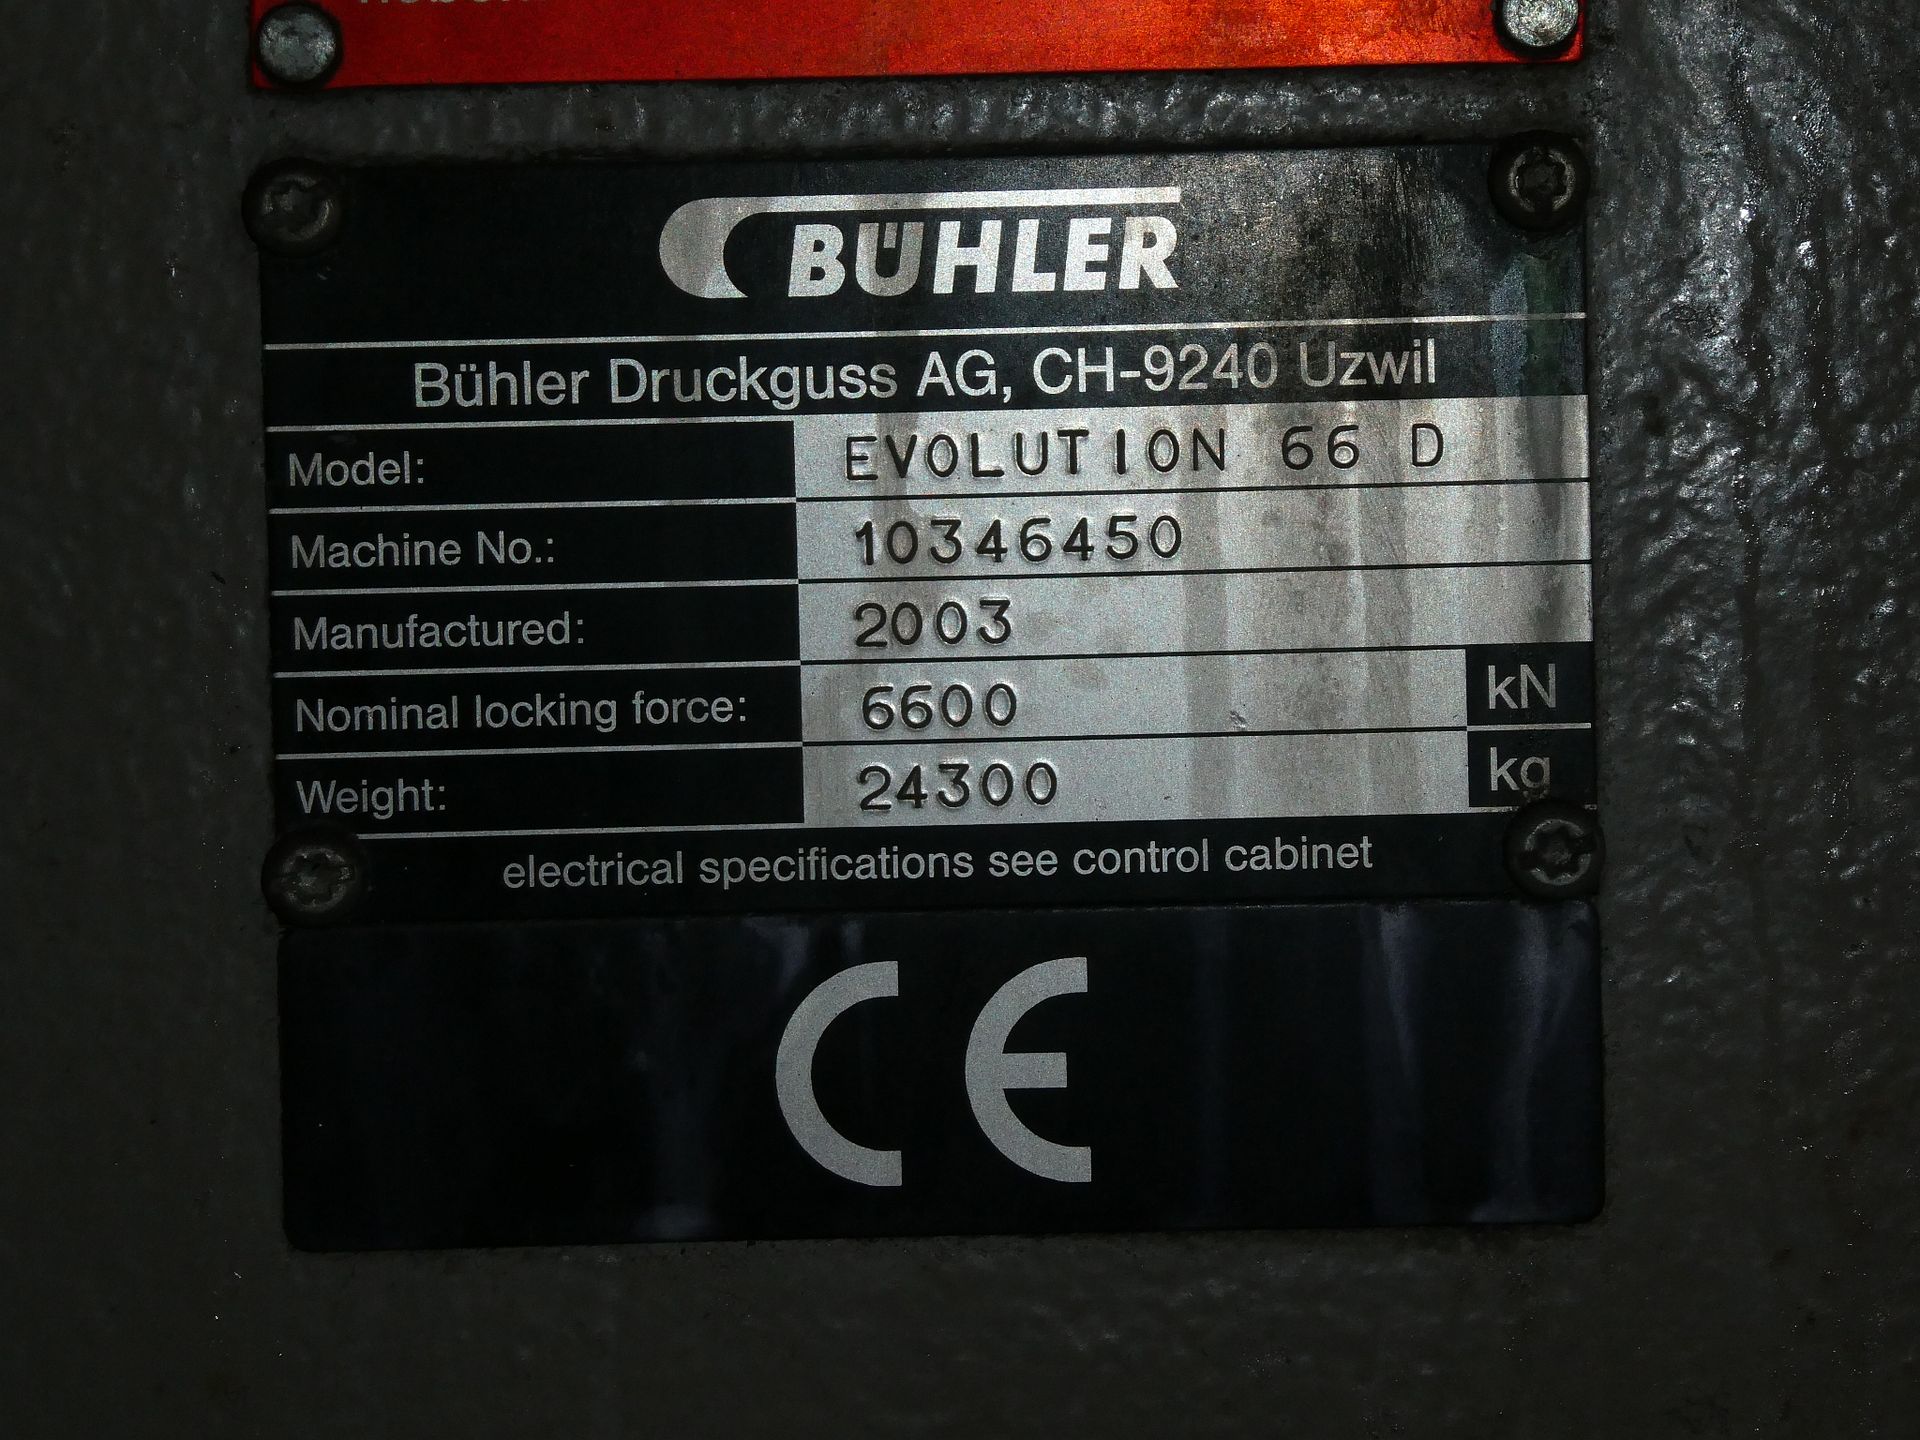 BÜHLER
Bühler Druckguss AG, CH-9240 Uzwil
Model: EVOLUTION 66 D
Machine No.: 10346450
Manufactured: 2003
Nominal locking force: 6600 kN
Weight: 24300 kg
electrical specifications see control cabinet
CE